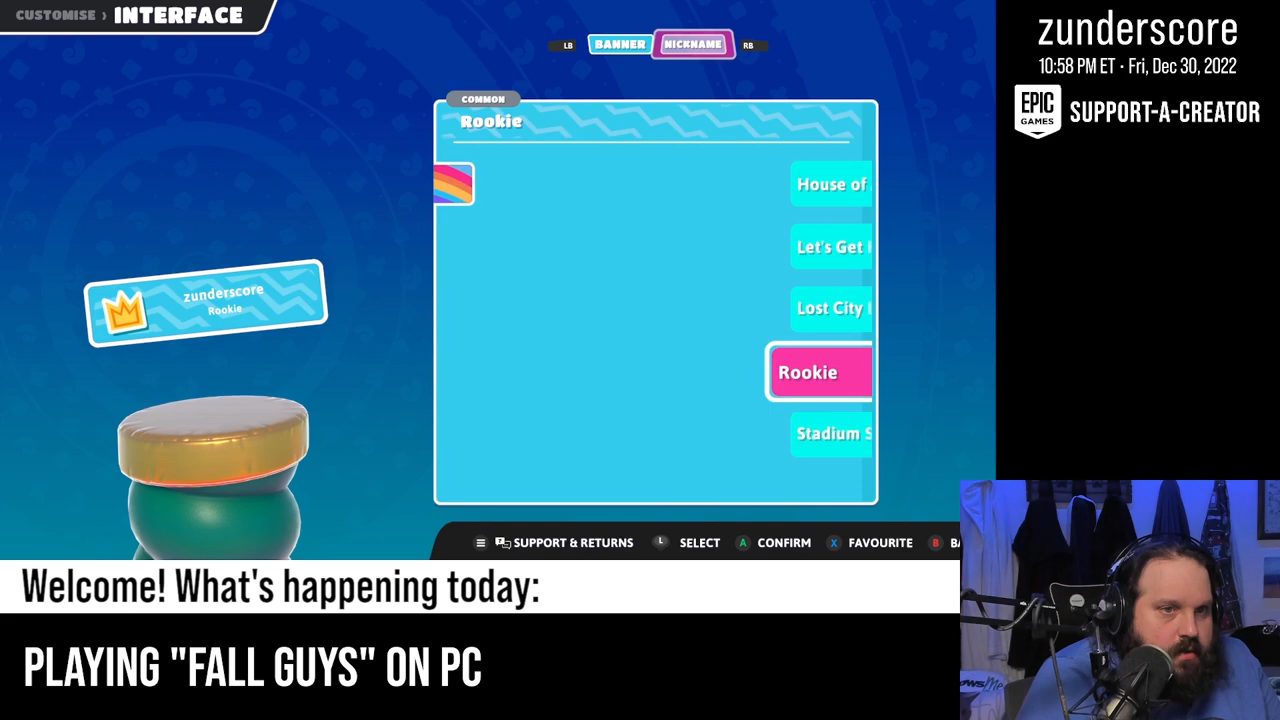 CUSTOMISE › INTERFACE
LB BANNER NICKNAME RB
COMMON
Rookie
House of
Let's Get
Lost City
Rookie
Stadium S
zunderscore
Rookie
SUPPORT & RETURNS L SELECT A CONFIRM X FAVOURITE B BA
zunderscore
10:58 PM ET · Fri, Dec 30, 2022
EPIC GAMES SUPPORT-A-CREATOR
Welcome! What's happening today:
PLAYING "FALL GUYS" ON PC